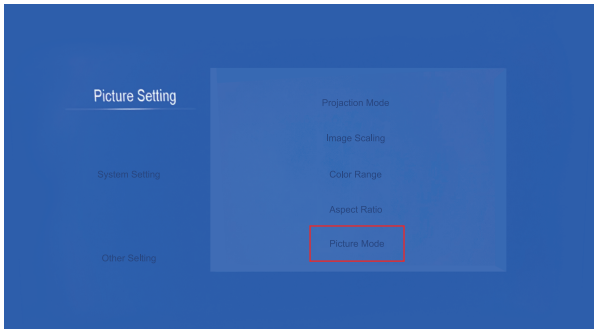 Picture Setting
System Setting
Other Setting
Projection Mode
Image Scaling
Color Range
Aspect Ratio
Picture Mode